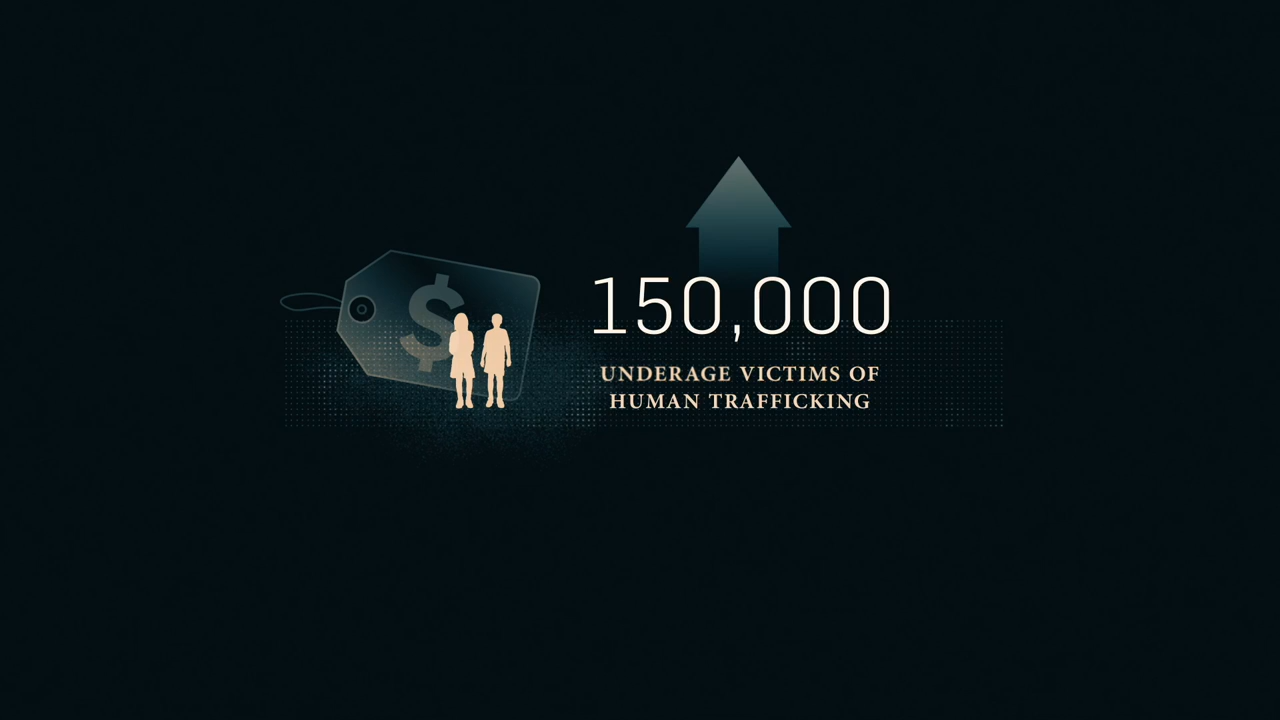 $
150,000
UNDERAGE VICTIMS OF
HUMAN TRAFFICKING